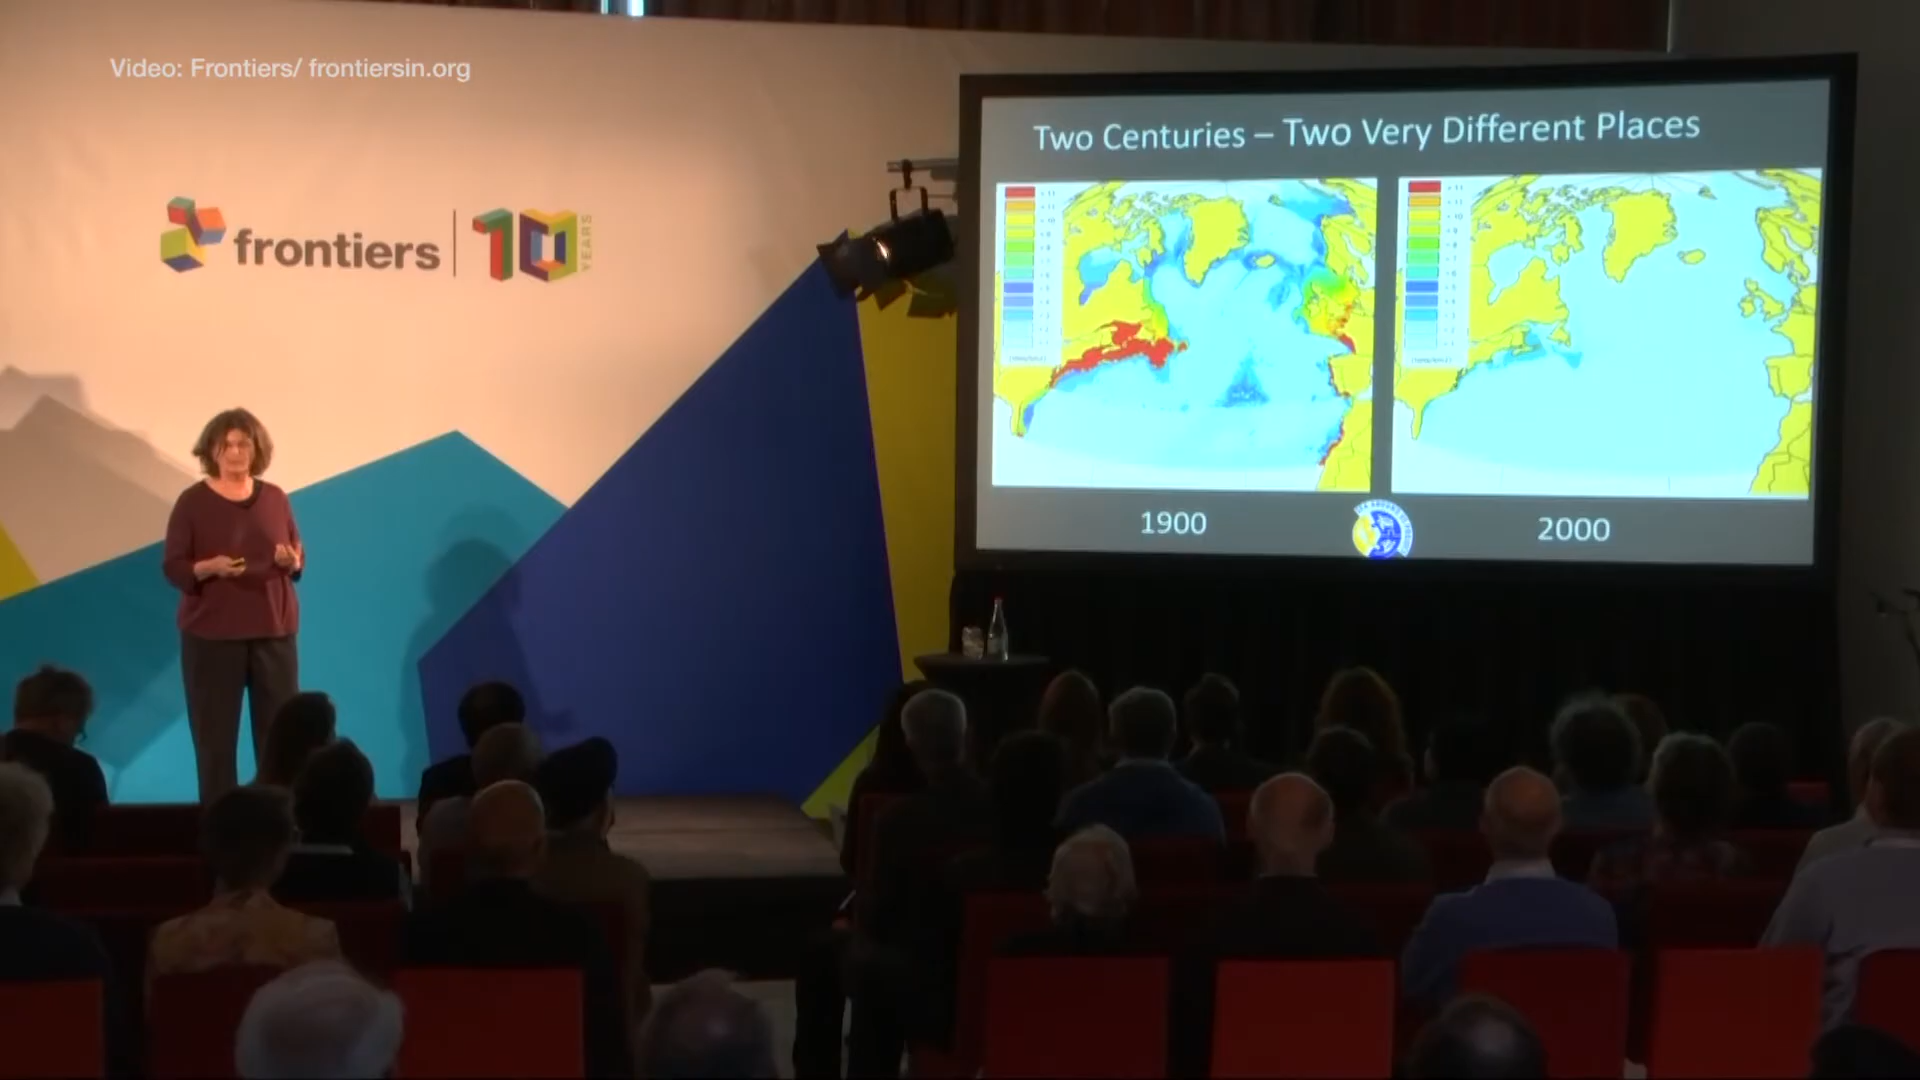 Video: Frontiers/ frontiersin.org
Two Centuries – Two Very Different Places
frontiers
10
YEARS
1900
2000